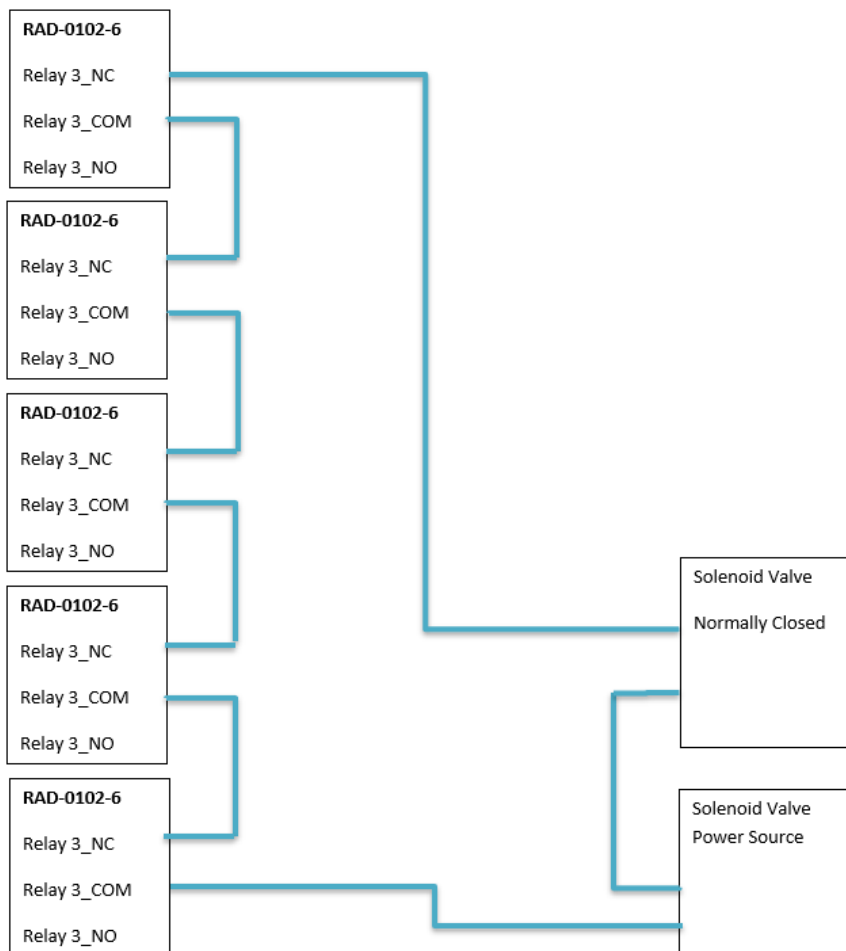 RAD-0102-6
Relay 3_NC
Relay 3_COM
Relay 3_NO
RAD-0102-6
Relay 3_NC
Relay 3_COM
Relay 3_NO
RAD-0102-6
Relay 3_NC
Relay 3_COM
Relay 3_NO
RAD-0102-6
Relay 3_NC
Relay 3_COM
Relay 3_NO
RAD-0102-6
Relay 3_NC
Relay 3_COM
Relay 3_NO
Solenoid Valve
Normally Closed
Solenoid Valve
Power Source